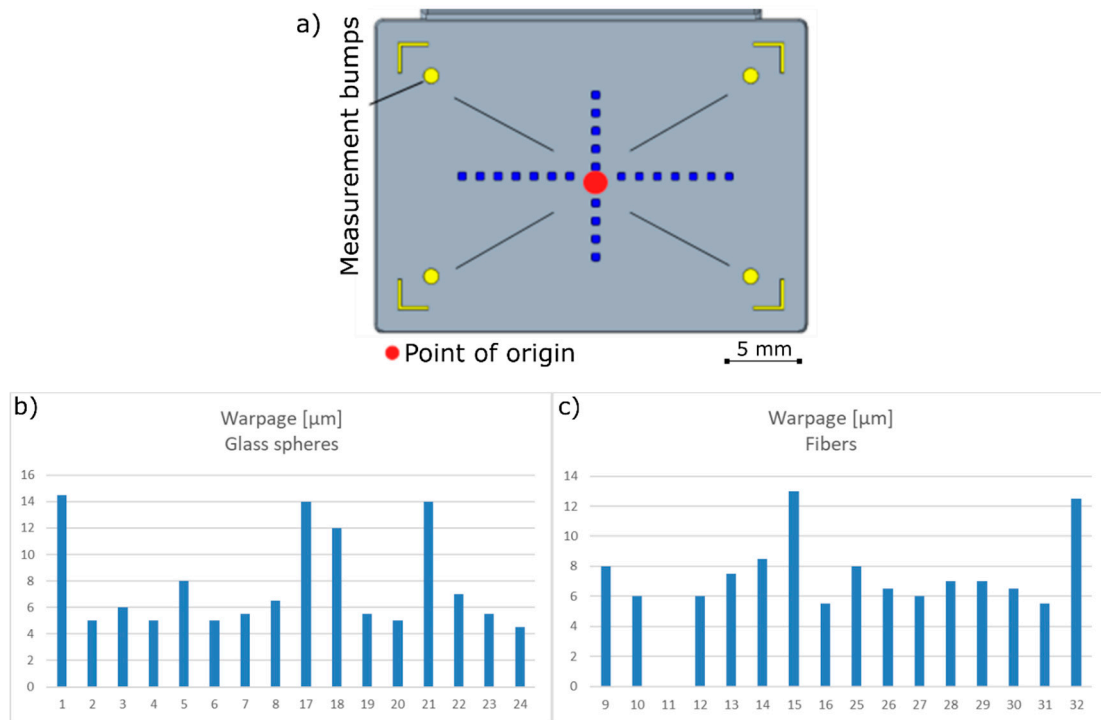 a)
Measurement bumps
Point of origin
5 mm
b)
Warpage [µm]
Glass spheres
16
14
12
10
8
6
4
2
0
1 2 3 4 5 6 7 8 17 18 19 20 21 22 23 24
c)
Warpage [µm]
Fibers
14
12
10
8
6
4
2
0
9 10 11 12 13 14 15 16 25 26 27 28 29 30 31 32